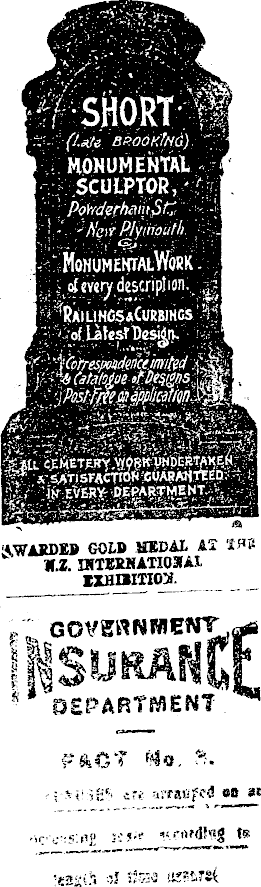 SHORT
(Late BROOKING)
MONUMENTAL
SCULPTOR,
Powderham St.,
New Plymouth.
MONUMENTAL WORK
of every description.
RAILINGS & CURBINGS
of Latest Design.
Correspondence invited
& Catalogue of Designs
Post Free on application
ALL CEMETERY WORK UNDERTAKEN
& SATISFACTION GUARANTEED
IN EVERY DEPARTMENT.
AWARDED GOLD MEDAL AT THE
N.Z. INTERNATIONAL
EXHIBITION.
GOVERNMENT
INSURANCE
DEPARTMENT
FACT No.
are arranged on
scale according to
length of time